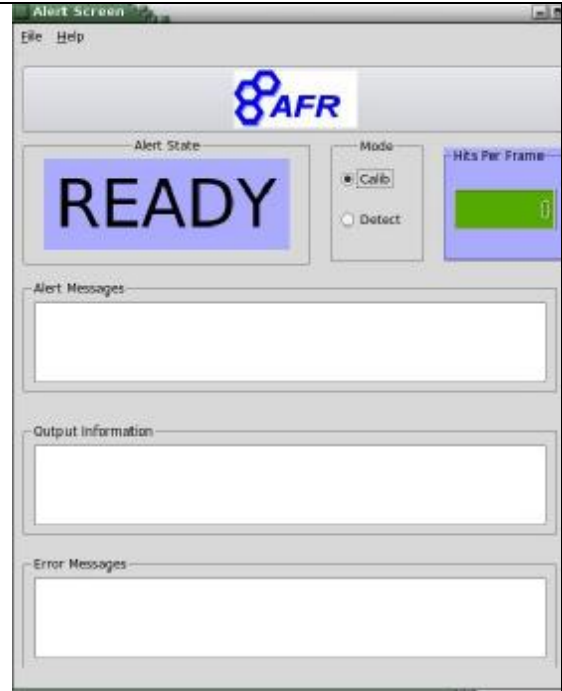 Alert Screen
File Help
AFR
Alert State
Mode
Hits Per Frame
READY
Calib
Detect
0
Alert Messages
Output Information
Error Messages